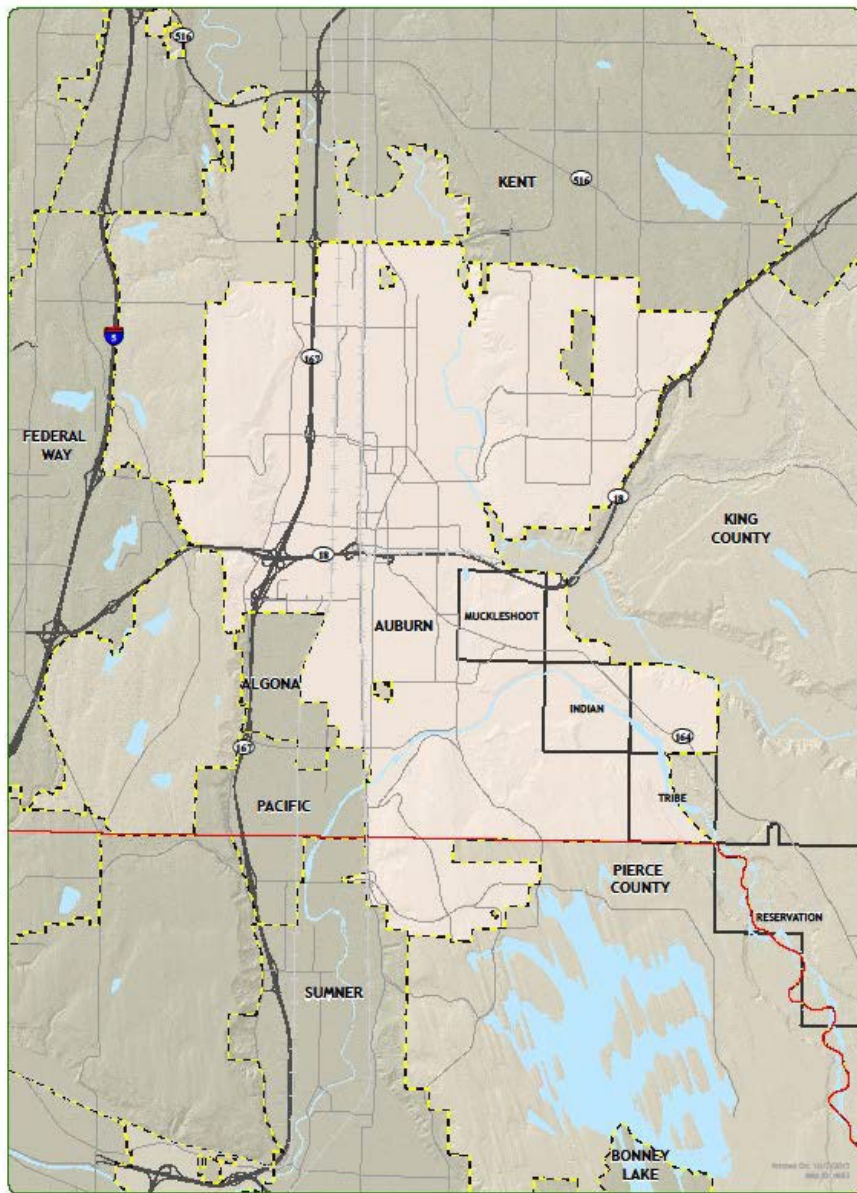 516
KENT
516
5
167
FEDERAL
WAY
18
KING
COUNTY
18
MUCKLESHOOT
AUBURN
ALGONA
INDIAN
164
167
PACIFIC
TRIBE
PIERCE
COUNTY
RESERVATION
SUMNER
BONNEY
LAKE